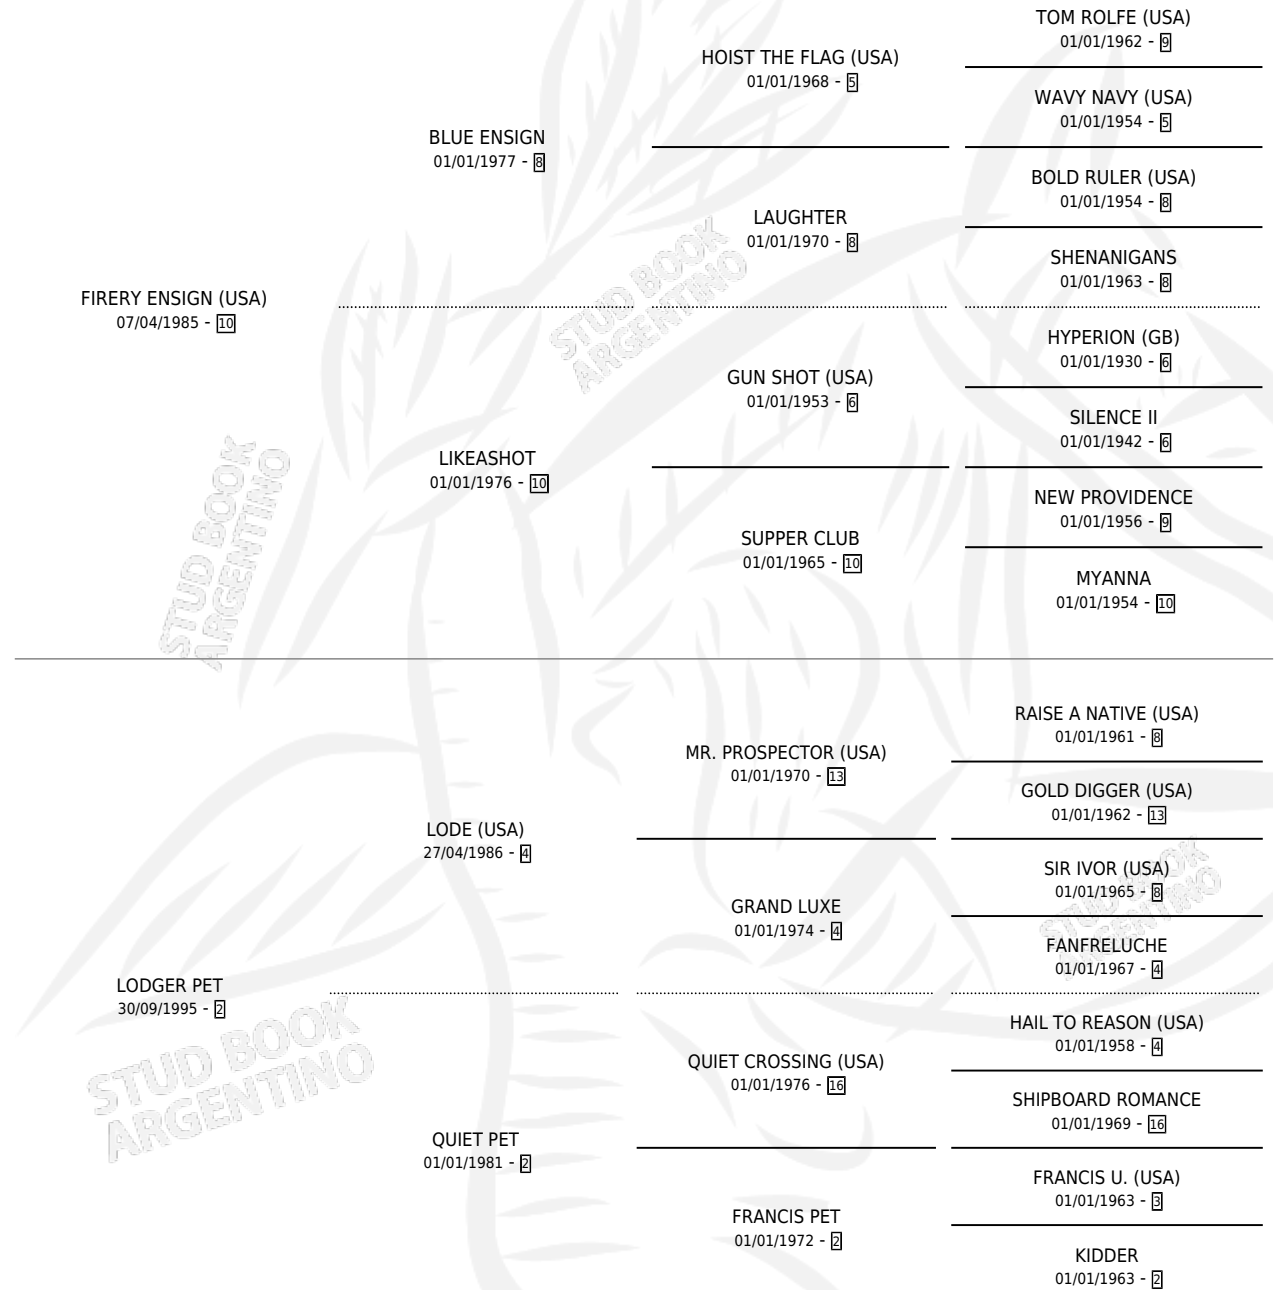 TOM ROLFE (USA)
01/01/1962 - 9
HOIST THE FLAG (USA)
01/01/1968 - 5
WAVY NAVY (USA)
01/01/1954 - 5
BLUE ENSIGN
01/01/1977 - 8
BOLD RULER (USA)
01/01/1954 - 8
LAUGHTER
01/01/1970 - 8
SHENANIGANS
01/01/1963 - 8
STUD BOOK
ARGENTINO
FIRERY ENSIGN (USA)
07/04/1985 - 10
HYPERION (GB)
01/01/1930 - 6
GUN SHOT (USA)
01/01/1953 - 6
SILENCE II
01/01/1942 - 6
LIKEASHOT
01/01/1976 - 10
NEW PROVIDENCE
01/01/1956 - 9
SUPPER CLUB
01/01/1965 - 10
MYANNA
01/01/1954 - 10
STUD BOOK
ARGENTINO
RAISE A NATIVE (USA)
01/01/1961 - 8
MR. PROSPECTOR (USA)
01/01/1970 - 13
GOLD DIGGER (USA)
01/01/1962 - 13
LODE (USA)
27/04/1986 - 4
SIR IVOR (USA)
01/01/1965 - 8
GRAND LUXE
01/01/1974 - 4
STUD BOOK
ARGENTINO
FANFRELUCHE
01/01/1967 - 4
LODGER PET
30/09/1995 - 2
HAIL TO REASON (USA)
01/01/1958 - 4
QUIET CROSSING (USA)
01/01/1976 - 16
SHIPBOARD ROMANCE
01/01/1969 - 16
STUD BOOK
ARGENTINO
QUIET PET
01/01/1981 - 2
FRANCIS U. (USA)
01/01/1963 - 3
FRANCIS PET
01/01/1972 - 2
KIDDER
01/01/1963 - 2